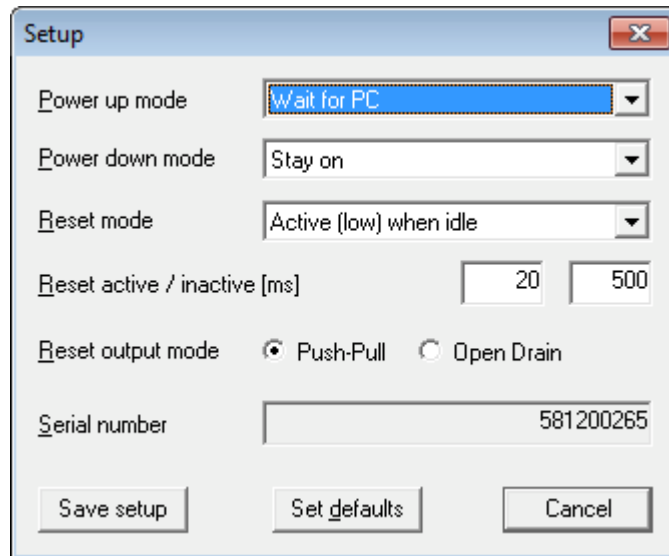 Setup
Power up mode Wait for PC
Power down mode Stay on
Reset mode Active (low) when idle
Reset active / inactive [ms] 20 500
Reset output mode Push-Pull Open Drain
Serial number 581200265
Save setup Set defaults Cancel